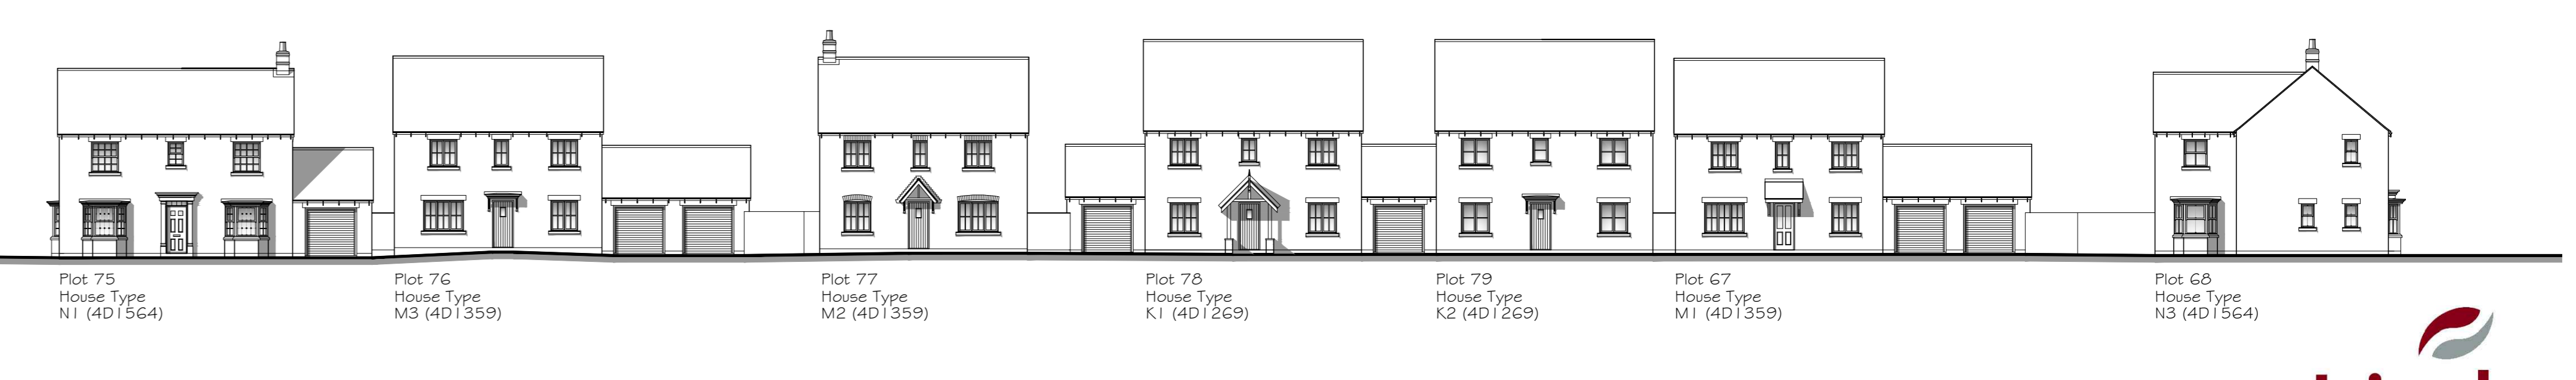 Plot 75
House Type
N1 (4D1564)
Plot 76
House Type
M3 (4D1359)
Plot 77
House Type
M2 (4D1359)
Plot 78
House Type
K1 (4D1269)
Plot 79
House Type
K2 (4D1269)
Plot 67
House Type
M1 (4D1359)
Plot 68
House Type
N3 (4D1564)